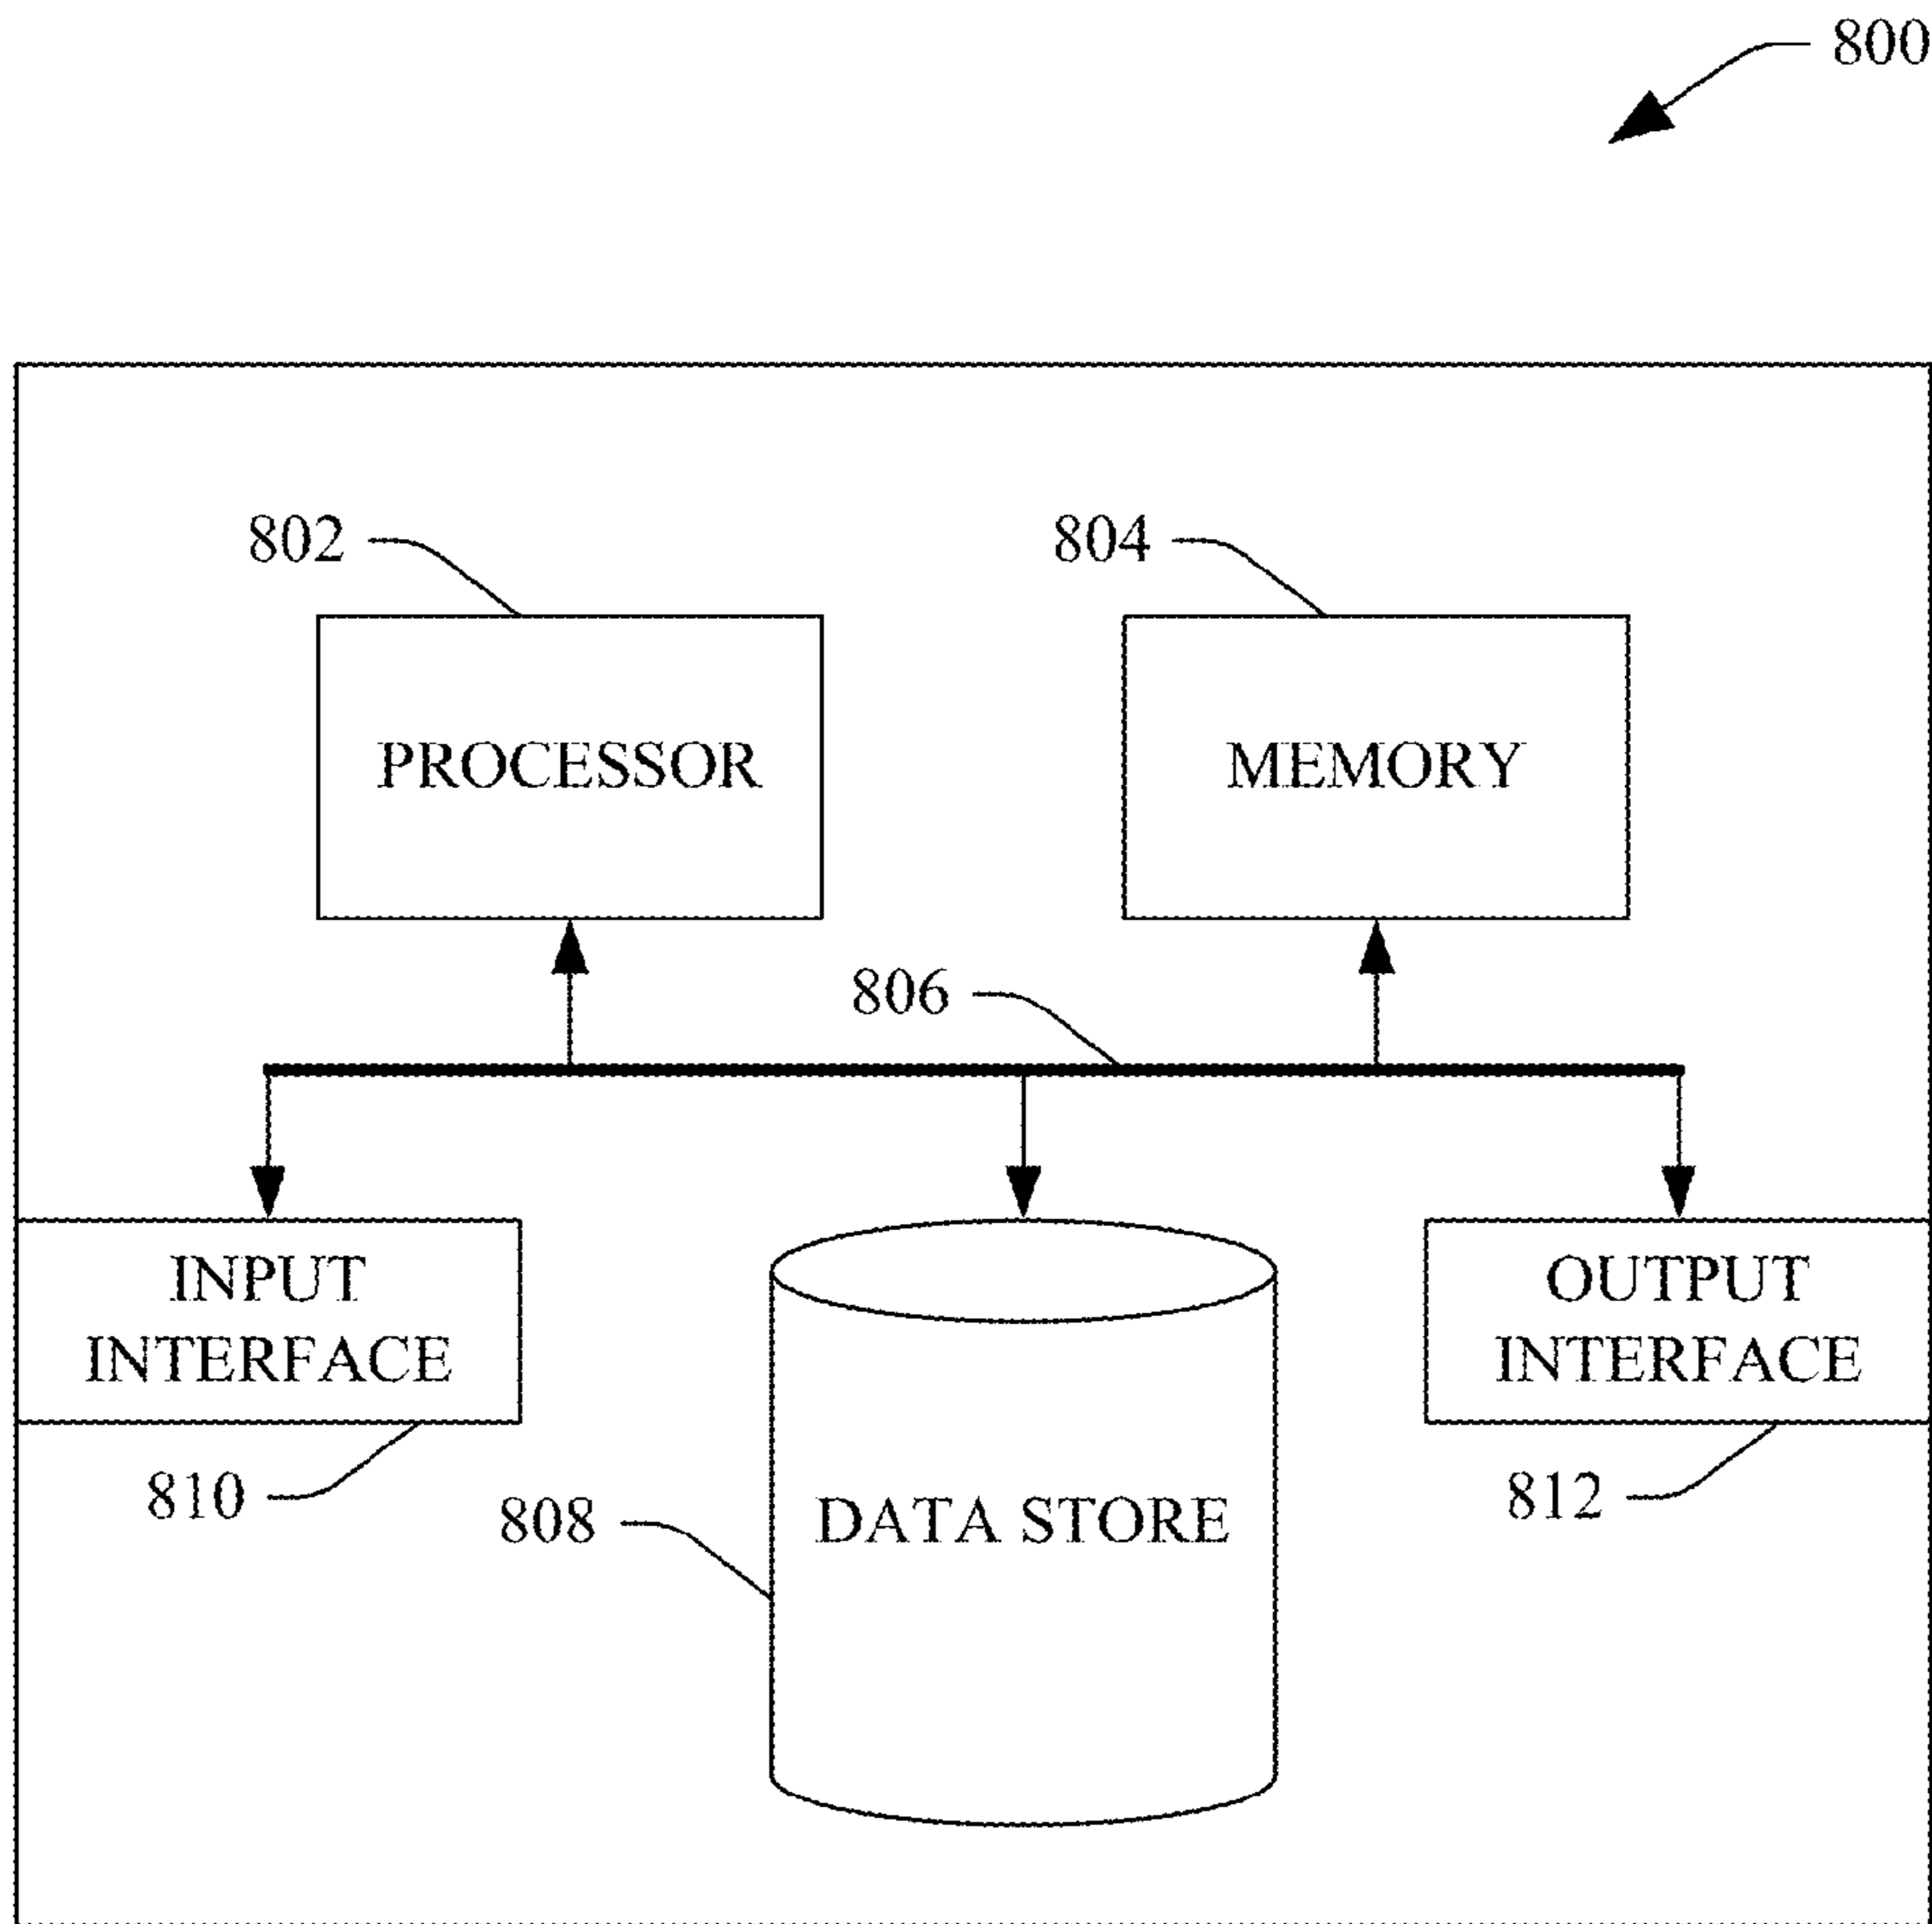 800
802
804
PROCESSOR
MEMORY
806
INPUT
INTERFACE
OUTPUT
INTERFACE
810
808
DATA STORE
812